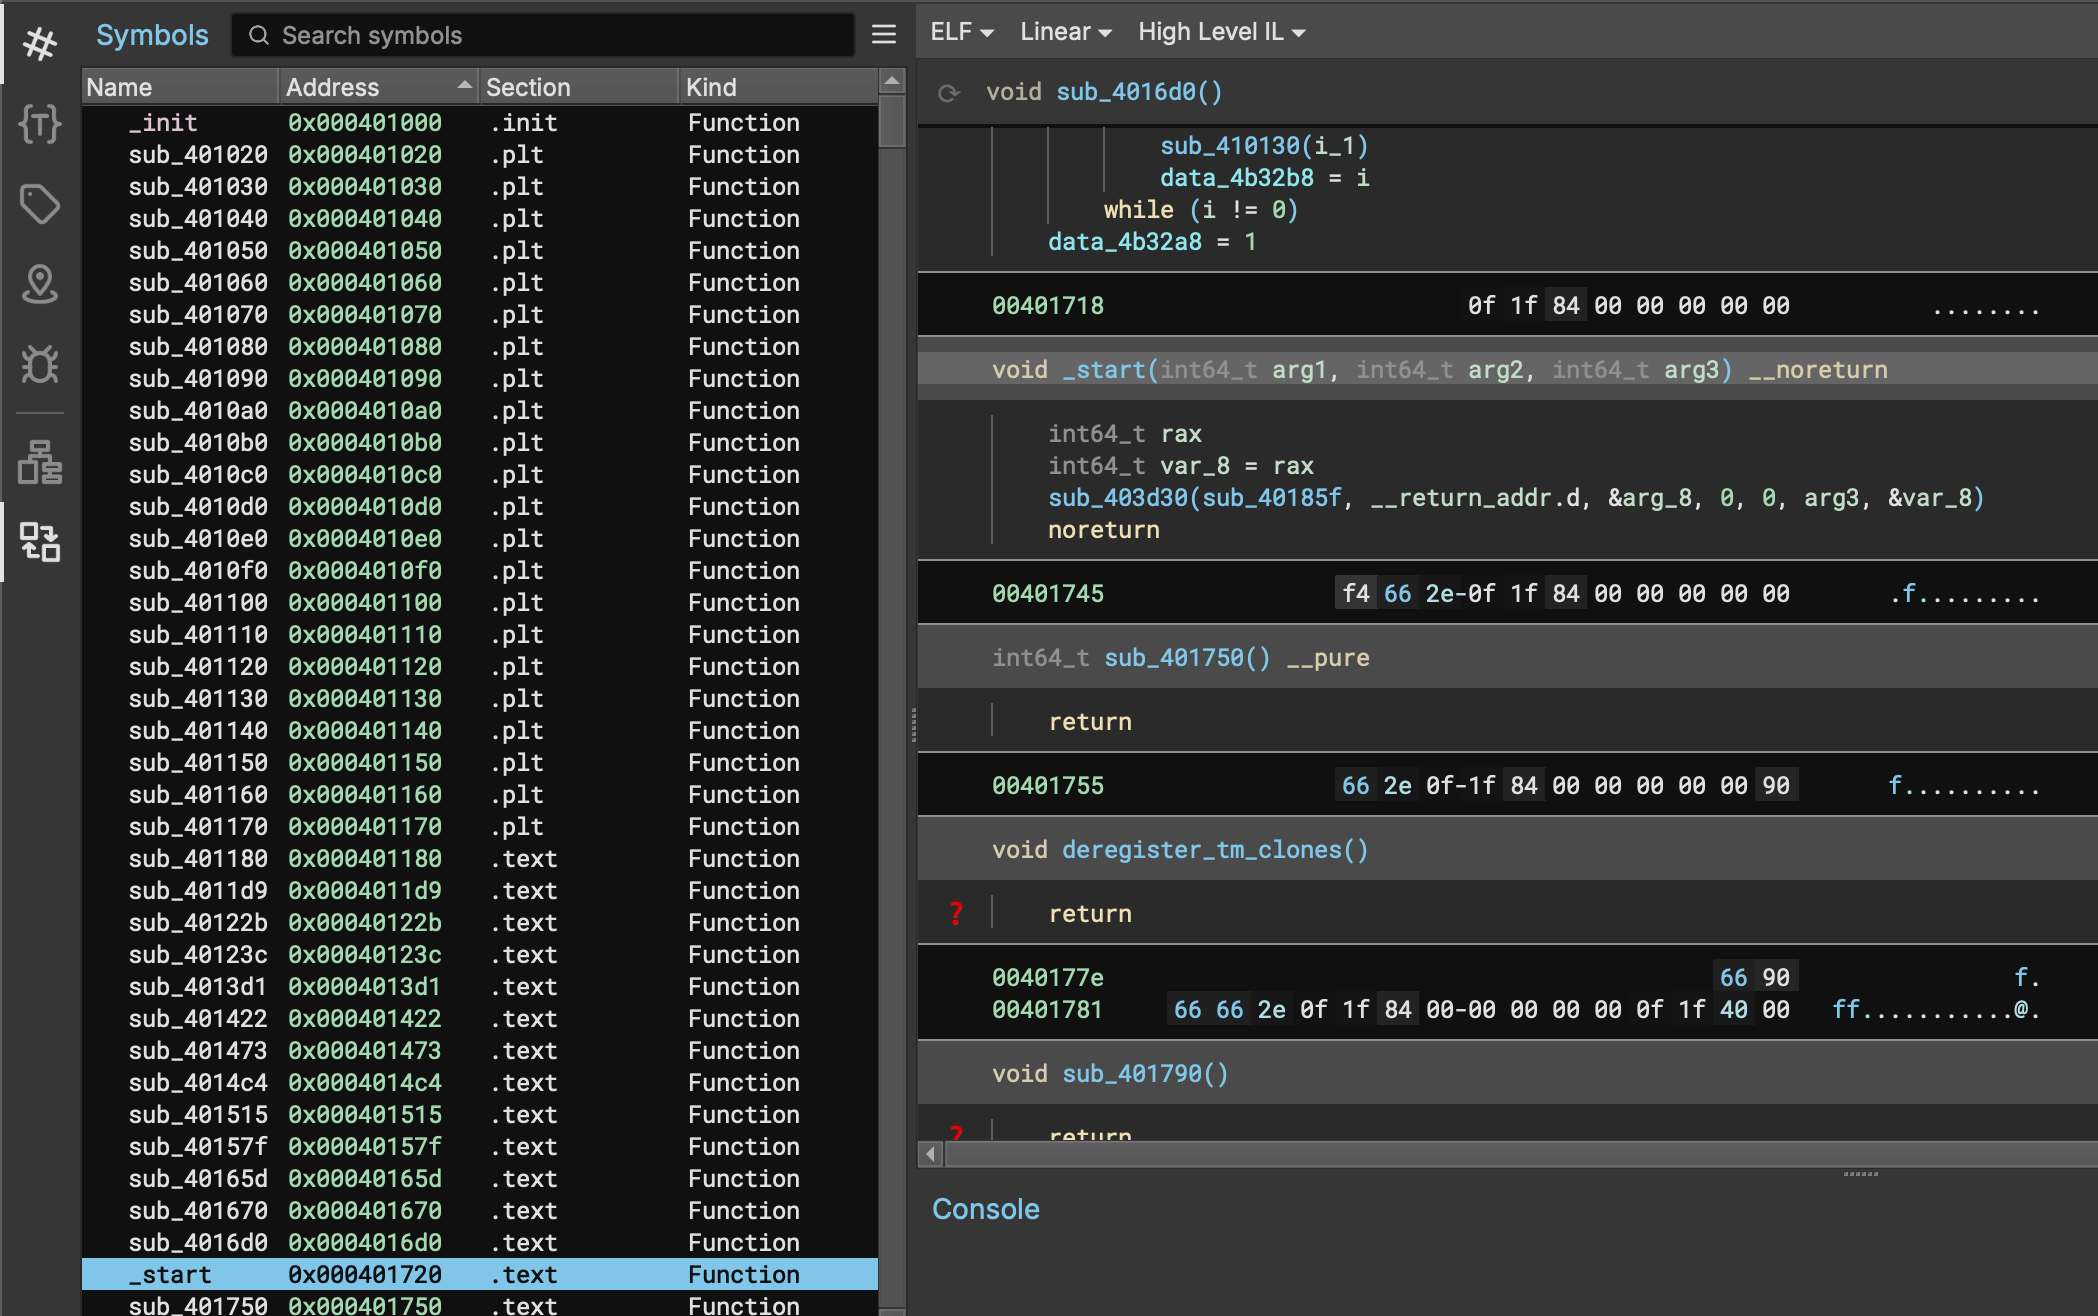 Symbols
Search symbols
Name Address Section Kind
_init 0x000401000 .init Function
sub_401020 0x000401020 .plt Function
sub_401030 0x000401030 .plt Function
sub_401040 0x000401040 .plt Function
sub_401050 0x000401050 .plt Function
sub_401060 0x000401060 .plt Function
sub_401070 0x000401070 .plt Function
sub_401080 0x000401080 .plt Function
sub_401090 0x000401090 .plt Function
sub_4010a0 0x0004010a0 .plt Function
sub_4010b0 0x0004010b0 .plt Function
sub_4010c0 0x0004010c0 .plt Function
sub_4010d0 0x0004010d0 .plt Function
sub_4010e0 0x0004010e0 .plt Function
sub_4010f0 0x0004010f0 .plt Function
sub_401100 0x000401100 .plt Function
sub_401110 0x000401110 .plt Function
sub_401120 0x000401120 .plt Function
sub_401130 0x000401130 .plt Function
sub_401140 0x000401140 .plt Function
sub_401150 0x000401150 .plt Function
sub_401160 0x000401160 .plt Function
sub_401170 0x000401170 .plt Function
sub_401180 0x000401180 .text Function
sub_4011d9 0x0004011d9 .text Function
sub_40122b 0x00040122b .text Function
sub_40123c 0x00040123c .text Function
sub_4013d1 0x0004013d1 .text Function
sub_401422 0x000401422 .text Function
sub_401473 0x000401473 .text Function
sub_4014c4 0x0004014c4 .text Function
sub_401515 0x000401515 .text Function
sub_40157f 0x00040157f .text Function
sub_40165d 0x00040165d .text Function
sub_401670 0x000401670 .text Function
sub_4016d0 0x0004016d0 .text Function
_start 0x000401720 .text Function
sub_401750 0x000401750 .text Function
ELF Linear High Level IL
void sub_4016d0()
sub_410130(i_1)
data_4b32b8 = i
while (i != 0)
data_4b32a8 = 1
00401718 0f 1f 84 00 00 00 00 00 ........
void _start(int64_t arg1, int64_t arg2, int64_t arg3) __noreturn
int64_t rax
int64_t var_8 = rax
sub_403d30(sub_40185f, __return_addr.d, &arg_8, 0, 0, arg3, &var_8)
noreturn
00401745 f4 66 2e-0f 1f 84 00 00 00 00 00 .f.........
int64_t sub_401750() __pure
return
00401755 66 2e 0f-1f 84 00 00 00 00 00 90 f..........
void deregister_tm_clones()
? return
0040177e 66 90 f.
00401781 66 66 2e 0f 1f 84 00-00 00 00 00 0f 1f 40 00 ff...........@.
void sub_401790()
? return
Console